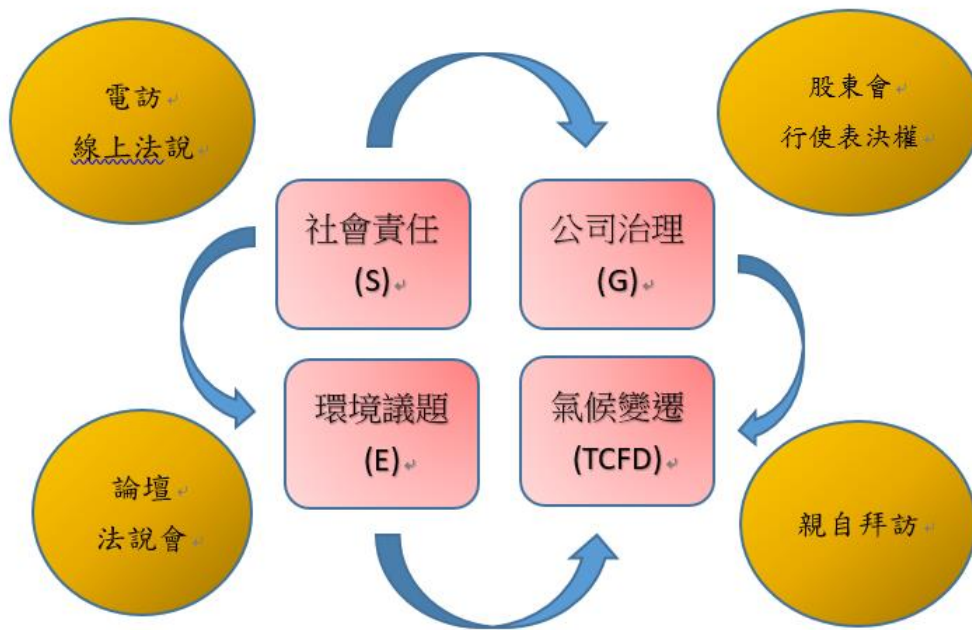 電訪
線上法說
股東會
行使表決權
社會責任
(S)
公司治理
(G)
環境議題
(E)
氣候變遷
(TCFD)
論壇
法說會
親自拜訪